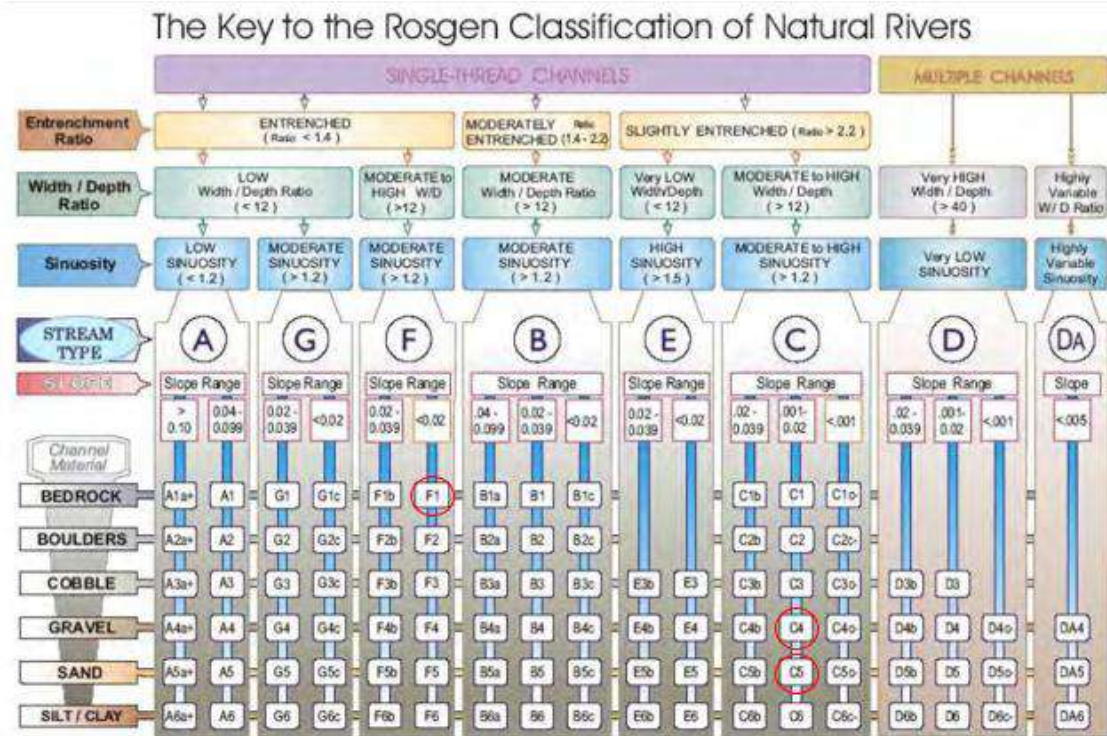 The Key to the Rosgen Classification of Natural Rivers
SINGLE-THREAD CHANNELS
MULTIPLE CHANNELS
Entrenchment
Ratio
ENTRENCHED
( Ratio < 1.4 )
MODERATELY Ratio
ENTRENCHED (1.4 - 2.2)
SLIGHTLY ENTRENCHED ( Ratio > 2.2 )
Width / Depth
Ratio
LOW
Width / Depth Ratio
( < 12 )
MODERATE to
HIGH W/D
( >12 )
MODERATE
Width / Depth Ratio
( > 12 )
Very LOW
Width/Depth
( < 12 )
MODERATE to HIGH
Width / Depth
( > 12 )
Very HIGH
Width / Depth
( > 40 )
Highly
Variable
W / D Ratio
Sinuosity
LOW
SINUOSITY
( < 1.2 )
MODERATE
SINUOSITY
( > 1.2 )
MODERATE
SINUOSITY
( > 1.2 )
MODERATE
SINUOSITY
( > 1.2 )
HIGH
SINUOSITY
( > 1.5 )
MODERATE to HIGH
SINUOSITY
( > 1.2 )
Very LOW
SINUOSITY
Highly
Variable
Sinuosity
STREAM
TYPE
A G F B E C D DA
SLOPE
Slope Range Slope Range Slope Range Slope Range Slope Range Slope Range Slope Range Slope
> 0.10
0.04 - 0.099
0.02 - 0.039
<0.02
0.02 - 0.039
<0.02
.04 - 0.099
0.02 - 0.039
<0.02
0.02 - 0.039
<0.02
.02 - 0.039
.001- 0.02
<.001
.02 - 0.039
.001- 0.02
<.001
<.005
Channel
Material
BEDROCK A1a+ A1 G1 G1c F1b F1 B1a B1 B1c C1b C1 C1c-
BOULDERS A2a+ A2 G2 G2c F2b F2 B2a B2 B2c C2b C2 C2c-
COBBLE A3a+ A3 G3 G3c F3b F3 B3a B3 B3c E3b E3 C3b C3 C3c- D3b D3
GRAVEL A4a+ A4 G4 G4c F4b F4 B4a B4 B4c E4b E4 C4b C4 C4c- D4b D4 D4c- DA4
SAND A5a+ A5 G5 G5c F5b F5 B5a B5 B5c E5b E5 C5b C5 C5c- D5b D5 D5c- DA5
SILT / CLAY A6a+ A6 G6 G6c F6b F6 B6a B6 B6c E6b E6 C6b C6 C6c- D6b D6 D6c- DA6